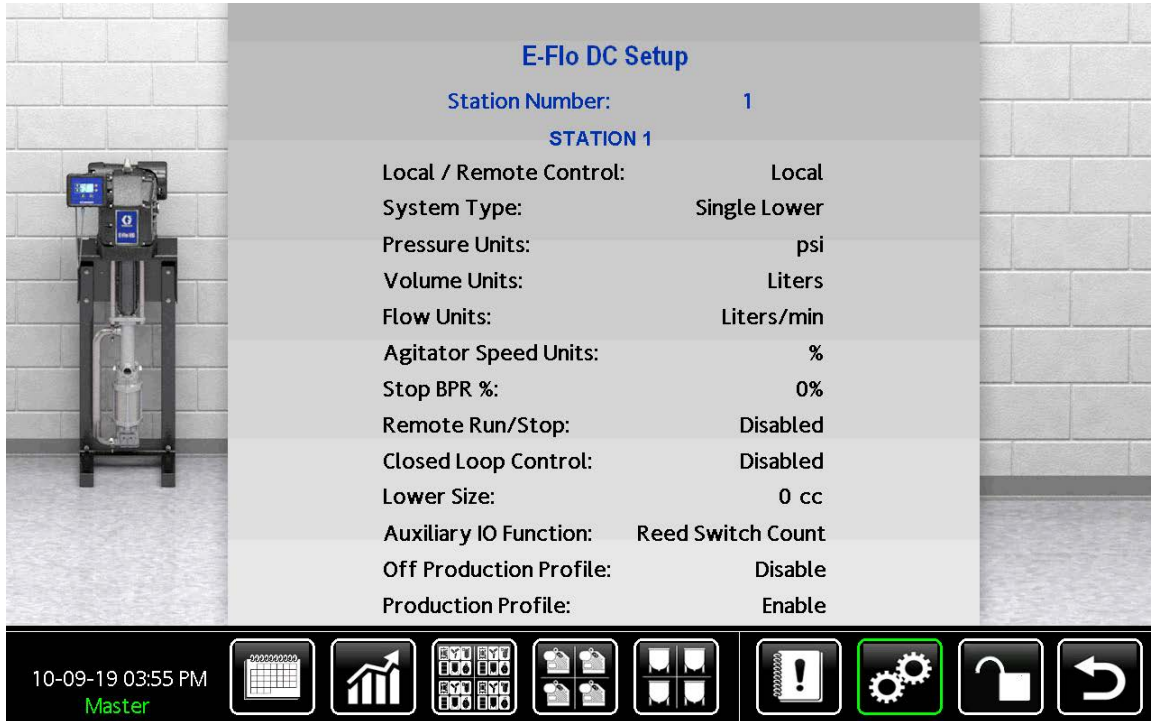 E-Flo DC Setup
Station Number: 1
STATION 1
Local / Remote Control: Local
System Type: Single Lower
Pressure Units: psi
Volume Units: Liters
Flow Units: Liters/min
Agitator Speed Units: %
Stop BPR %: 0%
Remote Run/Stop: Disabled
Closed Loop Control: Disabled
Lower Size: 0 cc
Auxiliary IO Function: Reed Switch Count
Off Production Profile: Disable
Production Profile: Enable
10-09-19 03:55 PM
Master